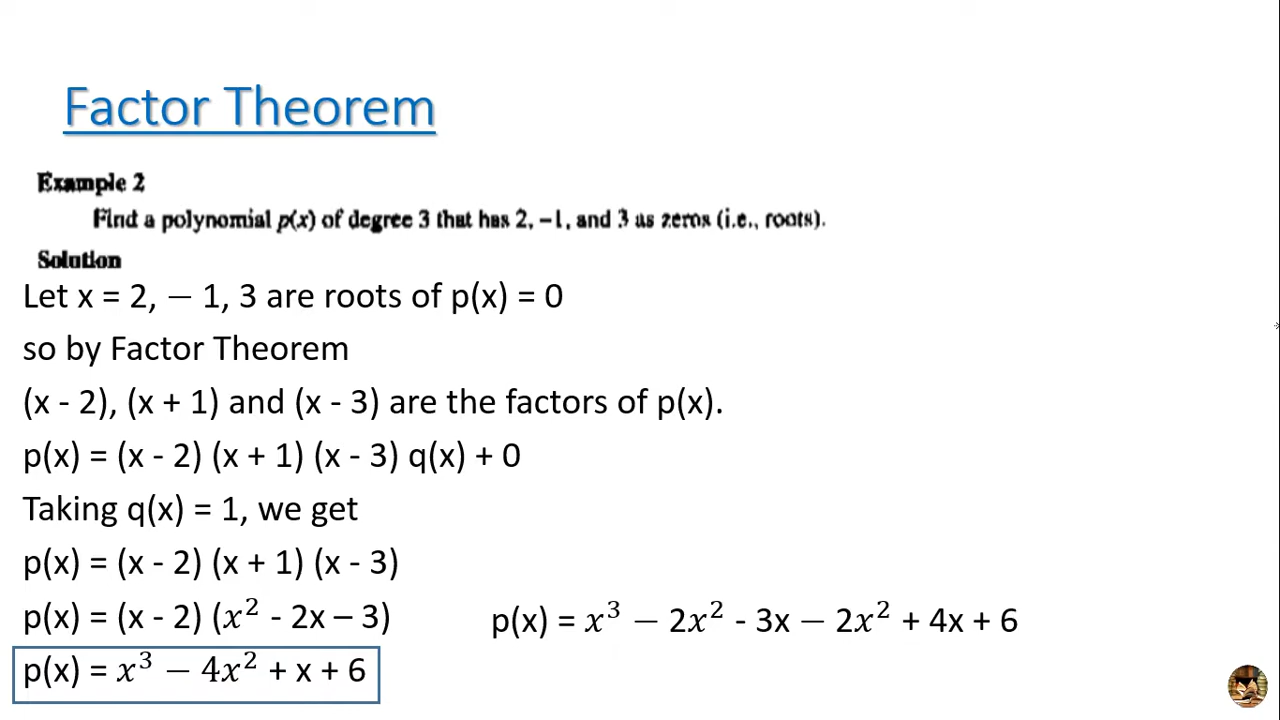 Factor Theorem
Example 2
Find a polynomial p(x) of degree 3 that has 2, −1, and 3 as zeros (i.e., roots).
Solution
Let x = 2, − 1, 3 are roots of p(x) = 0
so by Factor Theorem
(x - 2), (x + 1) and (x - 3) are the factors of p(x).
p(x) = (x - 2) (x + 1) (x - 3) q(x) + 0
Taking q(x) = 1, we get
p(x) = (x - 2) (x + 1) (x - 3)
p(x) = (x - 2) (x² - 2x – 3)
p(x) = x³ − 2x² - 3x − 2x² + 4x + 6
p(x) = x³ − 4x² + x + 6